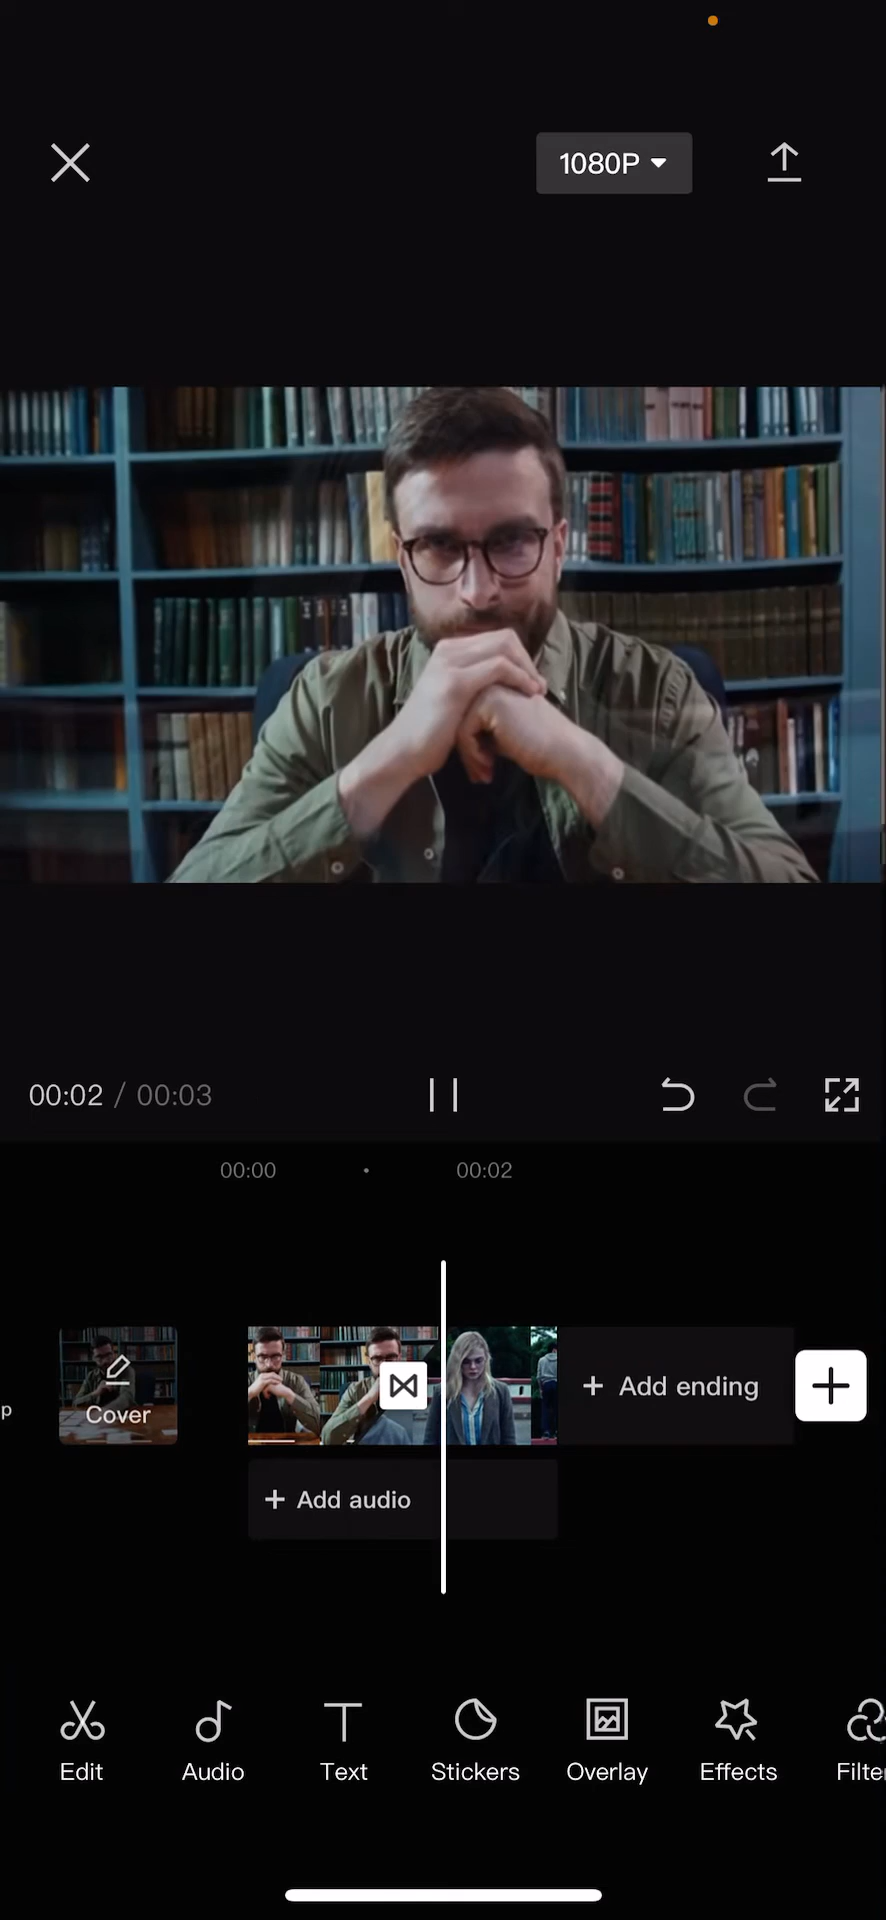 1080P
00:02 / 00:03
00:00
00:02
p
Cover
+ Add ending
+ Add audio
Edit
Audio
Text
Stickers
Overlay
Effects
Filte